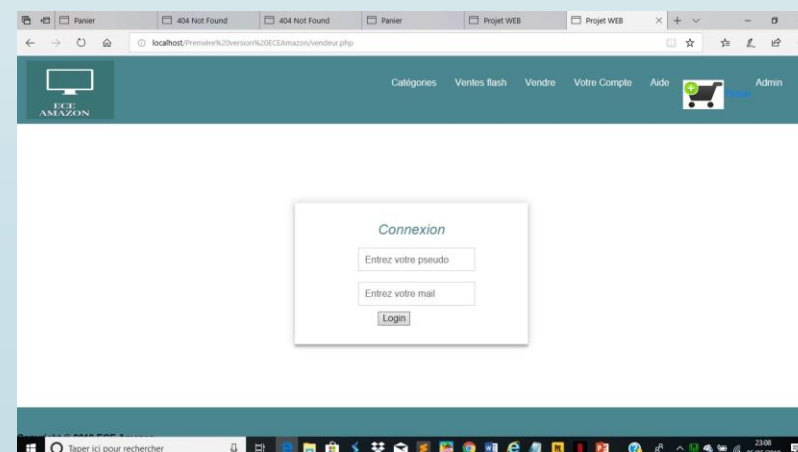 Panier 404 Not Found 404 Not Found Panier Projet WEB Projet WEB
localhost/Première%20version%20ECEAmazon/vendeur.php
ECE
AMAZON
Catégories Ventes flash Vendre Votre Compte Aide Admin
Connexion
Entrez votre pseudo
Entrez votre mail
Login
Taper ici pour rechercher
23:08